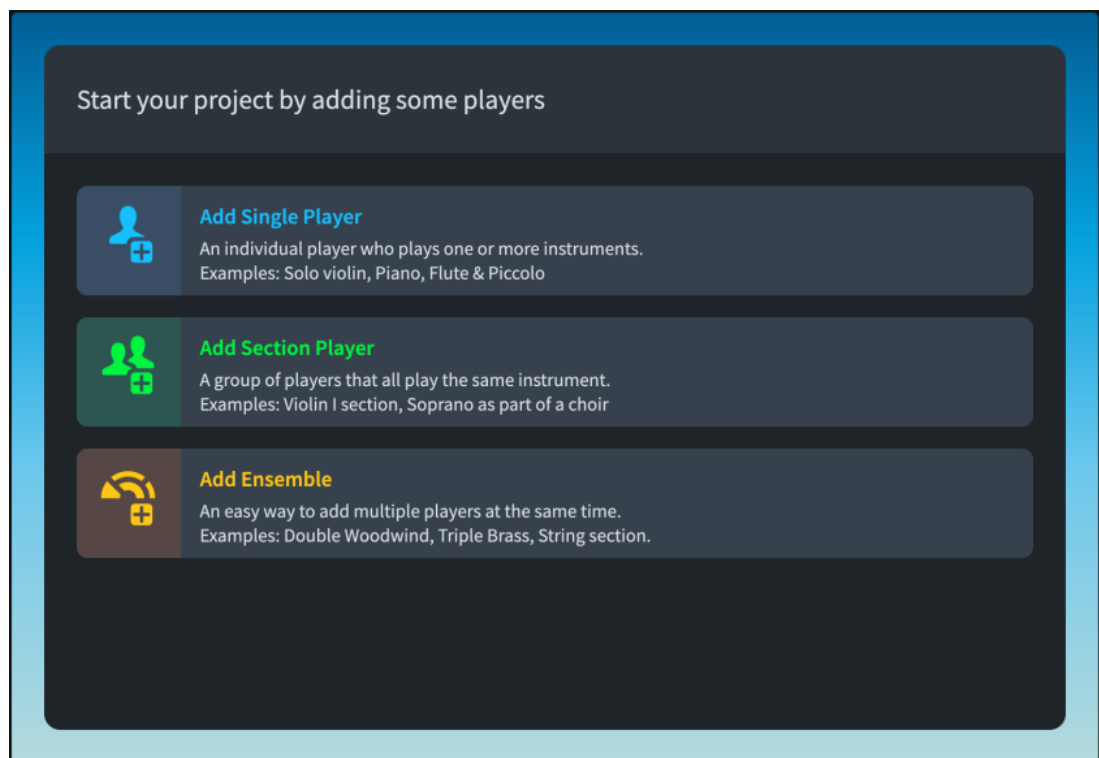 Start your project by adding some players
Add Single Player
An individual player who plays one or more instruments.
Examples: Solo violin, Piano, Flute & Piccolo
Add Section Player
A group of players that all play the same instrument.
Examples: Violin I section, Soprano as part of a choir
Add Ensemble
An easy way to add multiple players at the same time.
Examples: Double Woodwind, Triple Brass, String section.